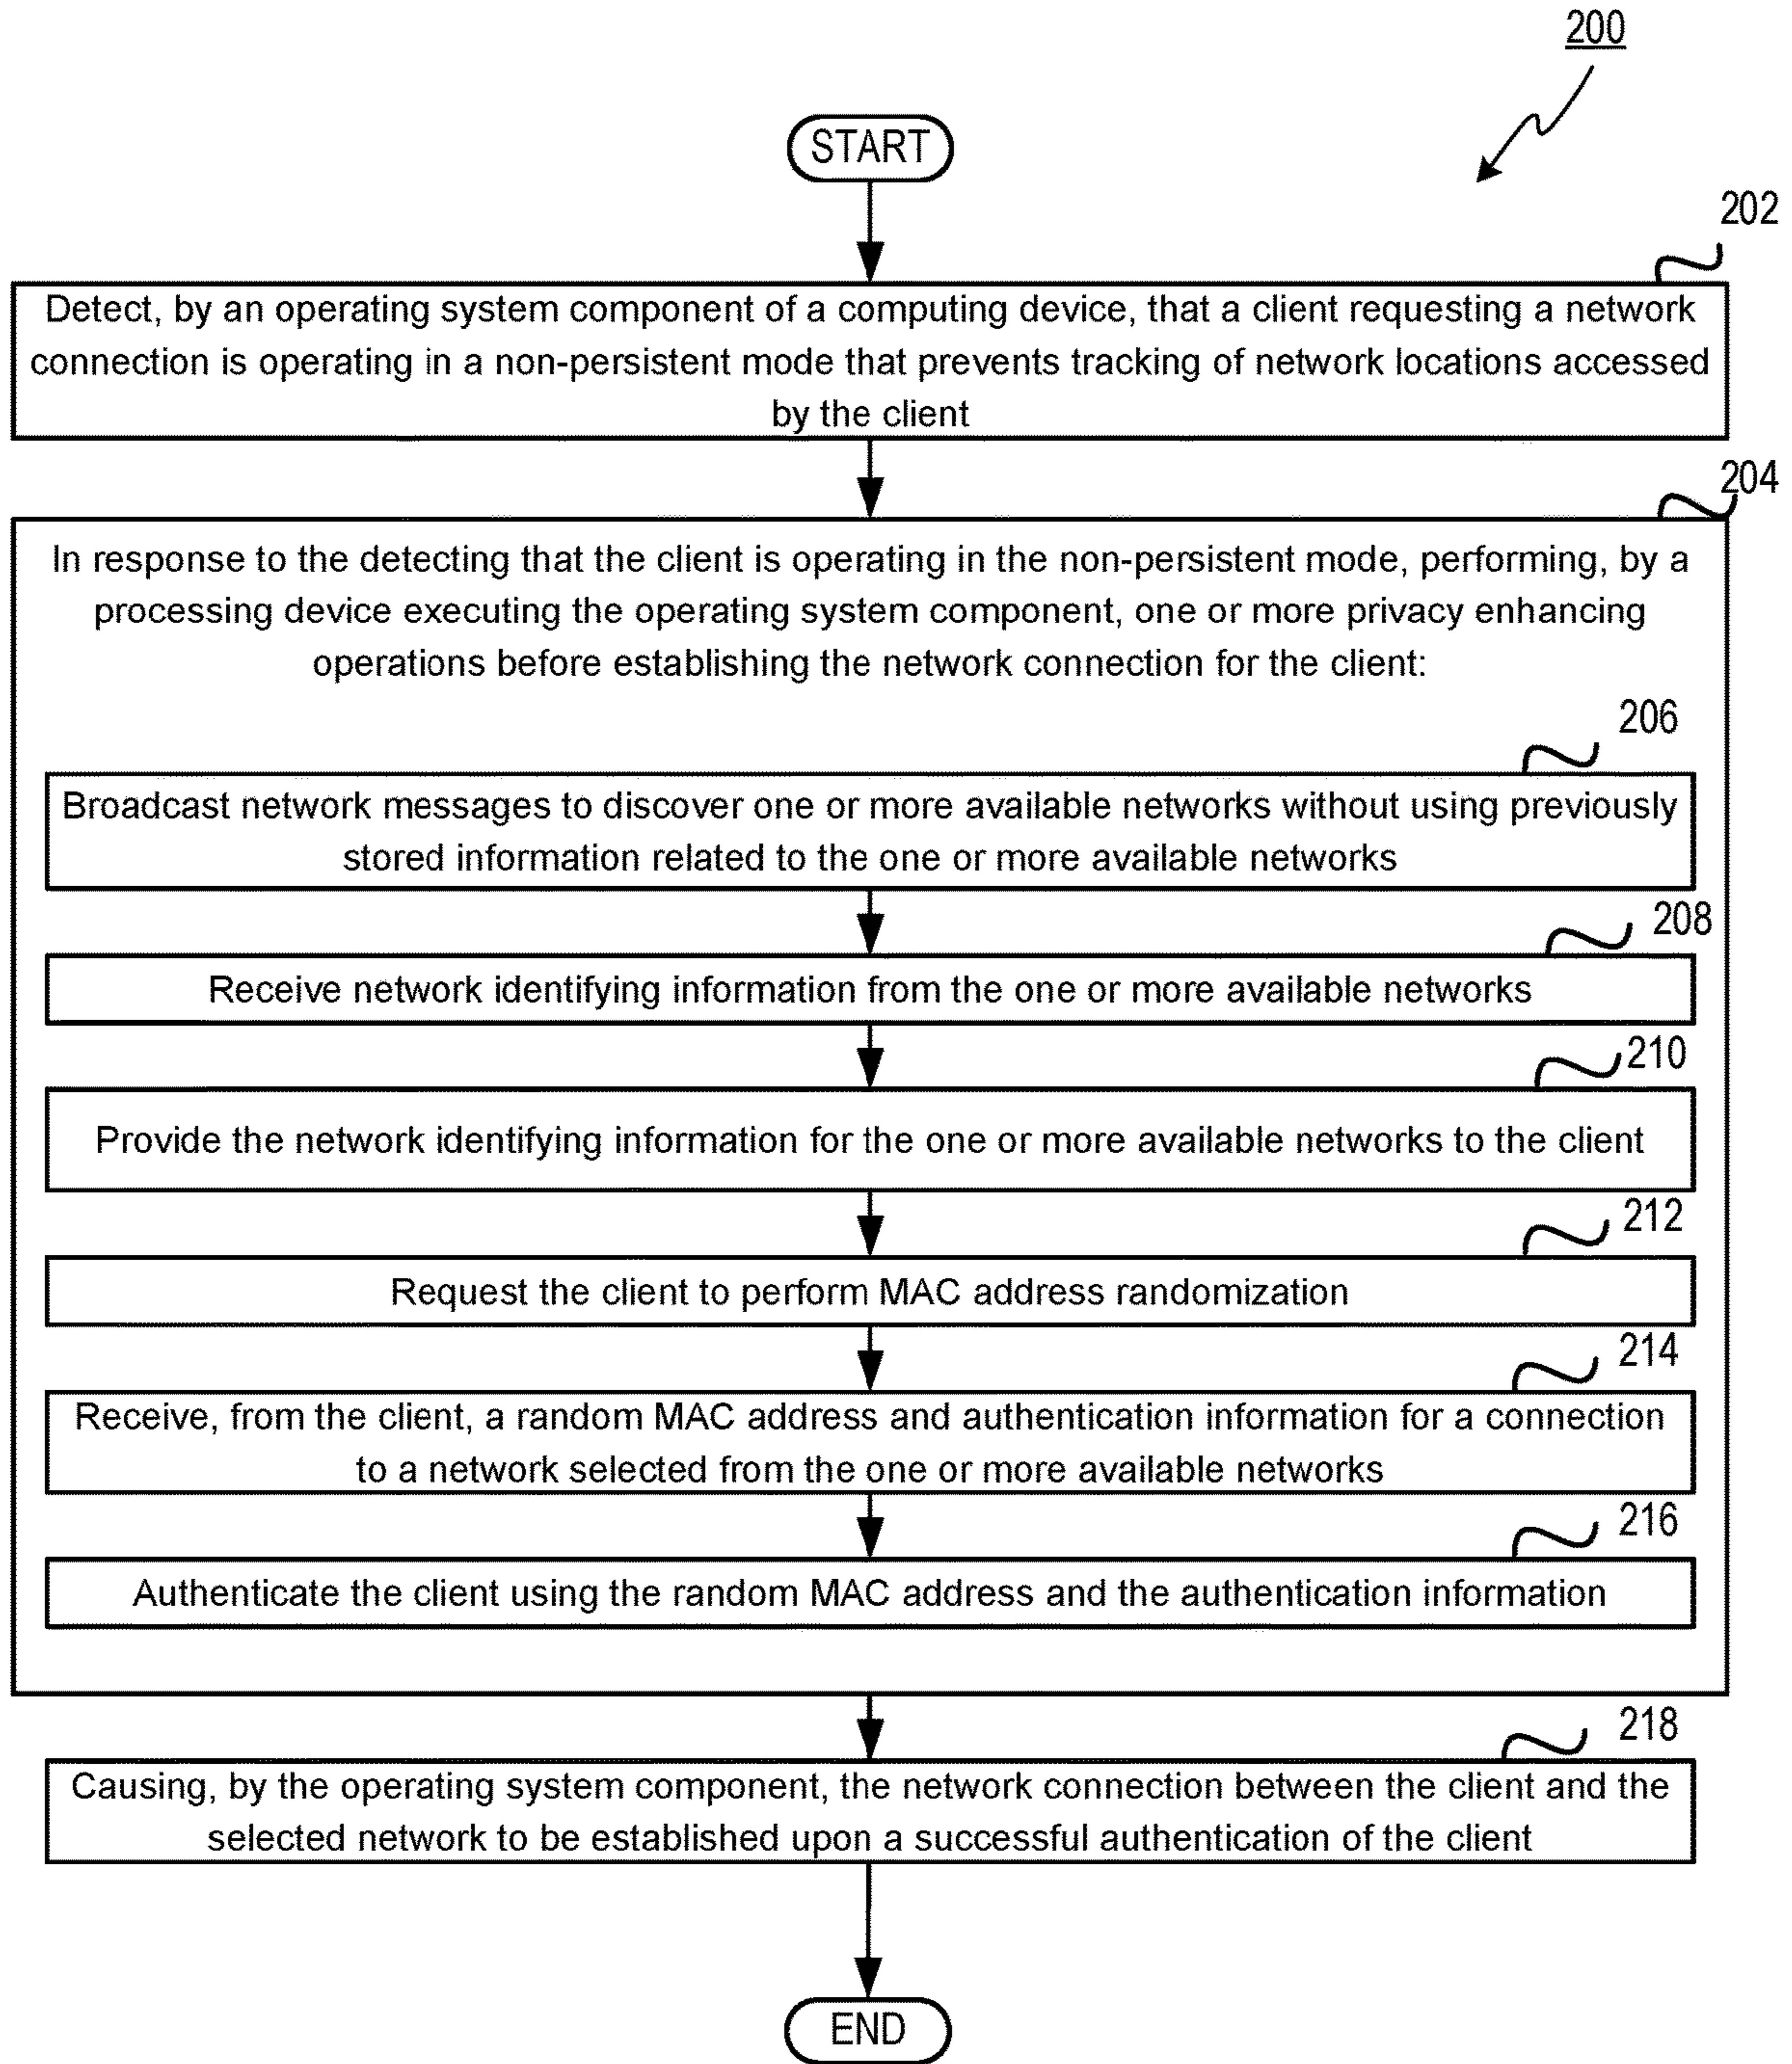 200
START
202
Detect, by an operating system component of a computing device, that a client requesting a network
connection is operating in a non-persistent mode that prevents tracking of network locations accessed
by the client
204
In response to the detecting that the client is operating in the non-persistent mode, performing, by a
processing device executing the operating system component, one or more privacy enhancing
operations before establishing the network connection for the client:
206
Broadcast network messages to discover one or more available networks without using previously
stored information related to the one or more available networks
208
Receive network identifying information from the one or more available networks
210
Provide the network identifying information for the one or more available networks to the client
212
Request the client to perform MAC address randomization
214
Receive, from the client, a random MAC address and authentication information for a connection
to a network selected from the one or more available networks
216
Authenticate the client using the random MAC address and the authentication information
218
Causing, by the operating system component, the network connection between the client and the
selected network to be established upon a successful authentication of the client
END